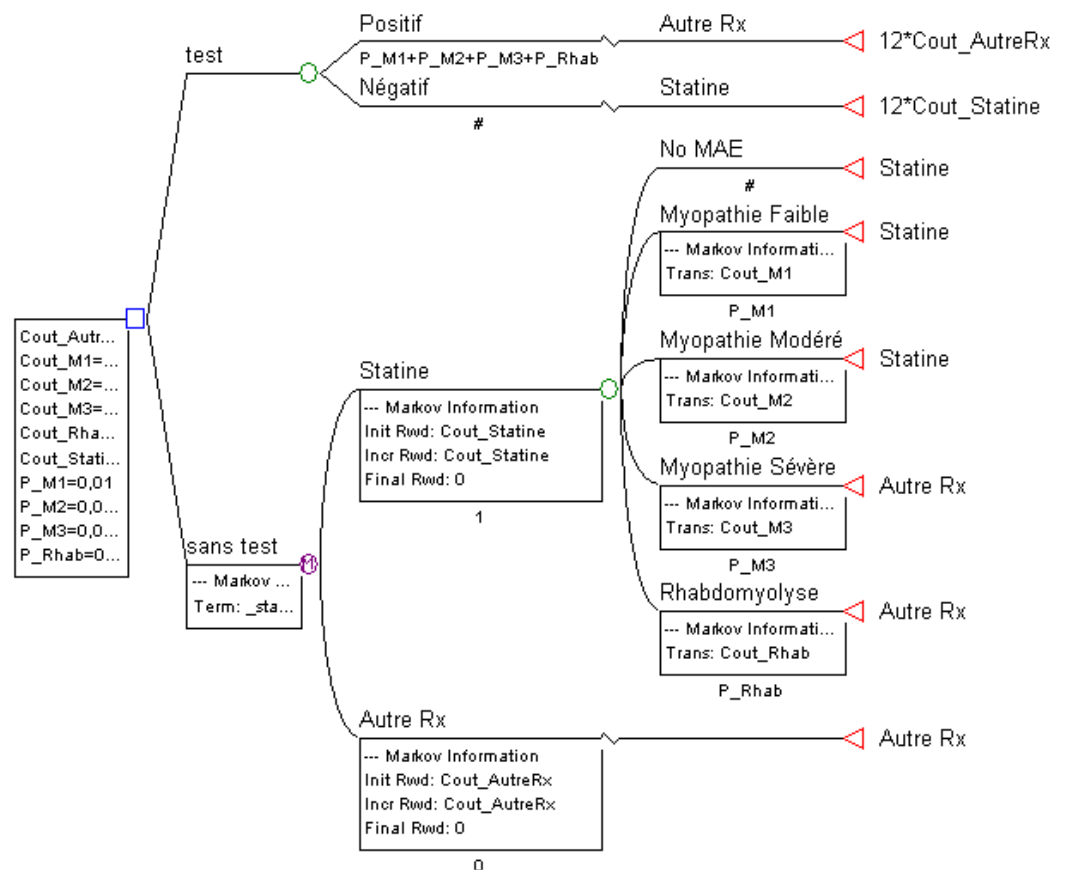 Positif
Autre Rx
12*Cout_AutreRx
test
P_M1+P_M2+P_M3+P_Rhab
Négatif
Statine
12*Cout_Statine
#
No MAE
Statine
#
Myopathie Faible
Statine
--- Markov Informati...
Trans: Cout_M1
P_M1
Cout_Autr...
Cout_M1=...
Cout_M2=...
Cout_M3=...
Cout_Rha...
Cout_Stati...
P_M1=0,01
P_M2=0,0...
P_M3=0,0...
P_Rhab=0...
Myopathie Modéré
Statine
--- Markov Informati...
Trans: Cout_M2
P_M2
Statine
--- Markov Information
Init Rwd: Cout_Statine
Incr Rwd: Cout_Statine
Final Rwd: 0
1
Myopathie Sévère
Autre Rx
--- Markov Informati...
Trans: Cout_M3
P_M3
sans test
M
--- Markov ...
Term: _sta...
Rhabdomyolyse
Autre Rx
--- Markov Informati...
Trans: Cout_Rhab
P_Rhab
Autre Rx
Autre Rx
--- Markov Information
Init Rwd: Cout_AutreRx
Incr Rwd: Cout_AutreRx
Final Rwd: 0
0